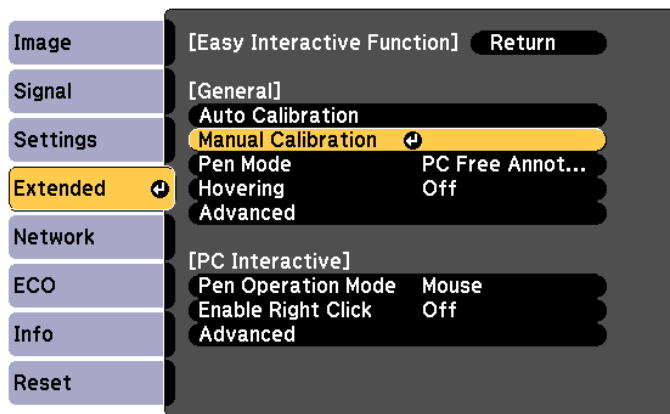 Image
Signal
Settings
Extended
Network
ECO
Info
Reset
[Easy Interactive Function] Return
[General]
Auto Calibration
Manual Calibration
Pen Mode PC Free Annot...
Hovering Off
Advanced
[PC Interactive]
Pen Operation Mode Mouse
Enable Right Click Off
Advanced